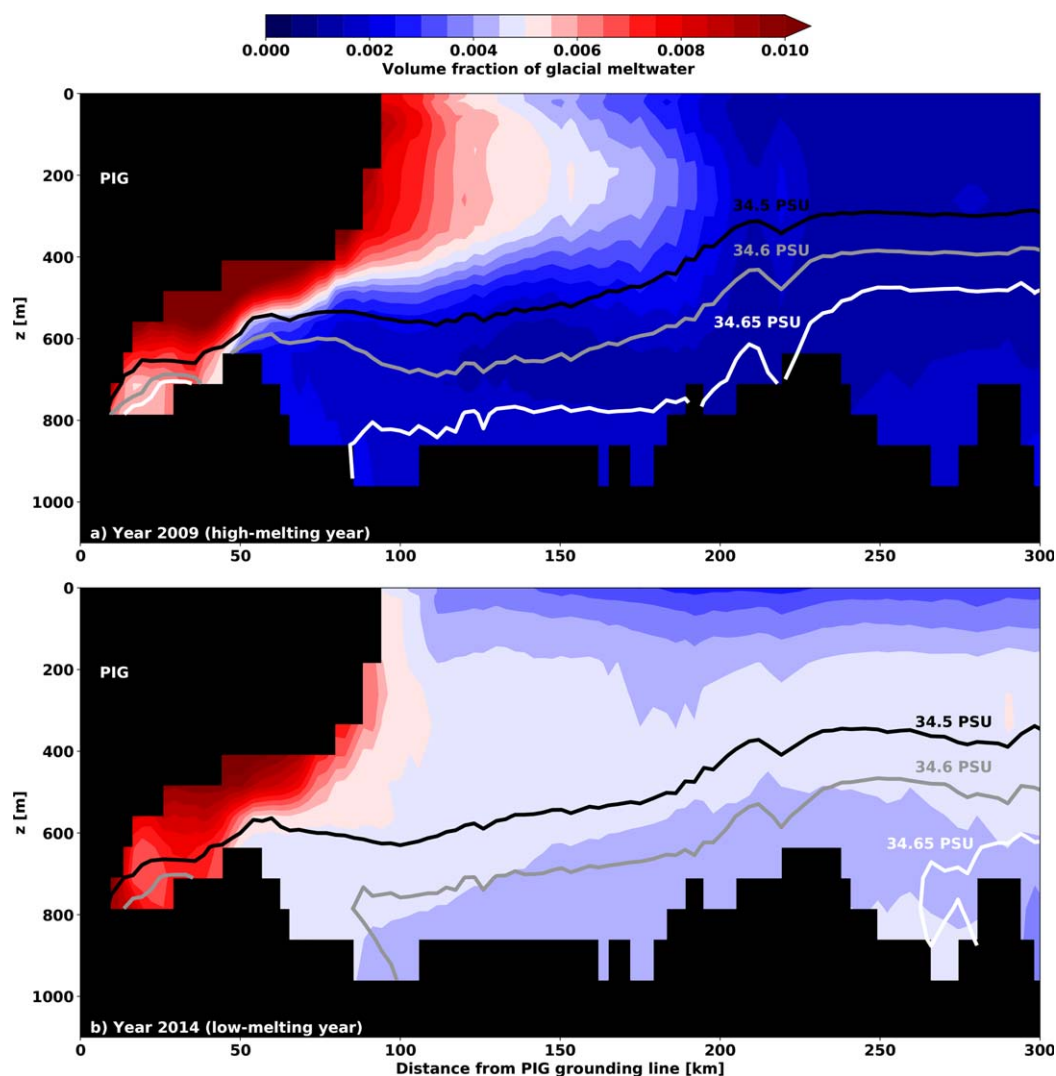 0.000 0.002 0.004 0.006 0.008 0.010
Volume fraction of glacial meltwater
0
200
400
600
800
1000
z [m]
PIG
34.5 PSU
34.6 PSU
34.65 PSU
a) Year 2009 (high-melting year)
0 50 100 150 200 250 300
0
200
400
600
800
1000
z [m]
PIG
34.5 PSU
34.6 PSU
34.65 PSU
b) Year 2014 (low-melting year)
0 50 100 150 200 250 300
Distance from PIG grounding line [km]